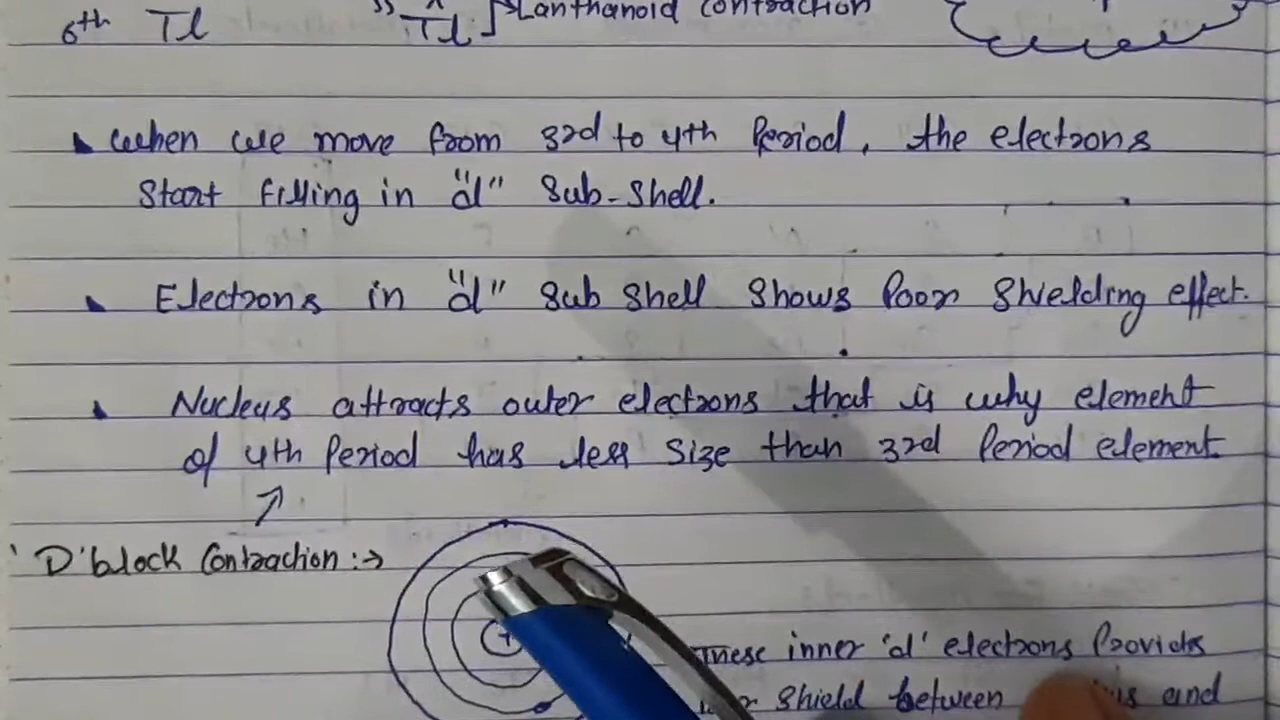 6th Tl Tl Lanthanoid Contraction
When we move from 3rd to 4th Period, the electrons
Start filling in "d" Sub-Shell.
Electrons in "d" Sub Shell Shows Poor Shielding effect.
Nucleus attracts outer electrons that is why element
of 4th Period has less Size than 3rd Period element.
'D' block Contraction :->
+
These inner 'd' electrons Provides
Shield between and